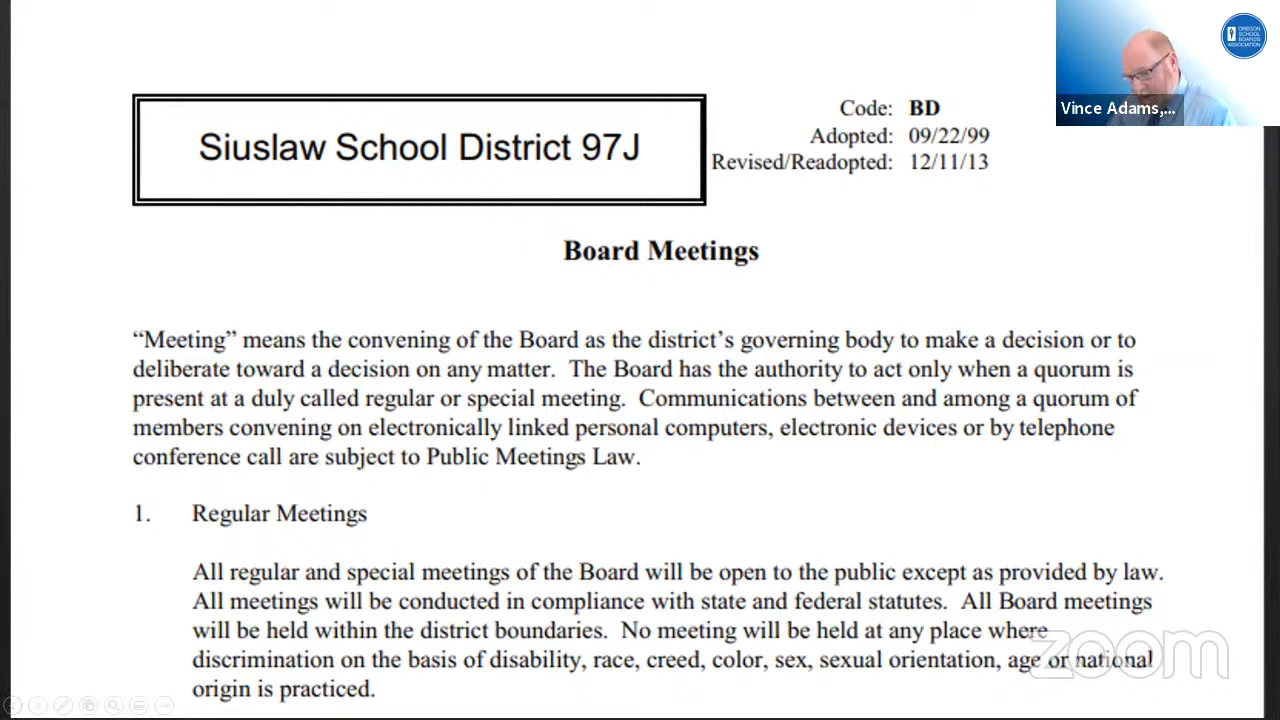 OREGON
SCHOOL
BOARDS
ASSOCIATION
Vince Adams,...
Siuslaw School District 97J
Code: BD
Adopted: 09/22/99
Revised/Readopted: 12/11/13
Board Meetings
“Meeting” means the convening of the Board as the district’s governing body to make a decision or to
deliberate toward a decision on any matter. The Board has the authority to act only when a quorum is
present at a duly called regular or special meeting. Communications between and among a quorum of
members convening on electronically linked personal computers, electronic devices or by telephone
conference call are subject to Public Meetings Law.
1. Regular Meetings
All regular and special meetings of the Board will be open to the public except as provided by law.
All meetings will be conducted in compliance with state and federal statutes. All Board meetings
will be held within the district boundaries. No meeting will be held at any place where
discrimination on the basis of disability, race, creed, color, sex, sexual orientation, age or national
origin is practiced.
zoom